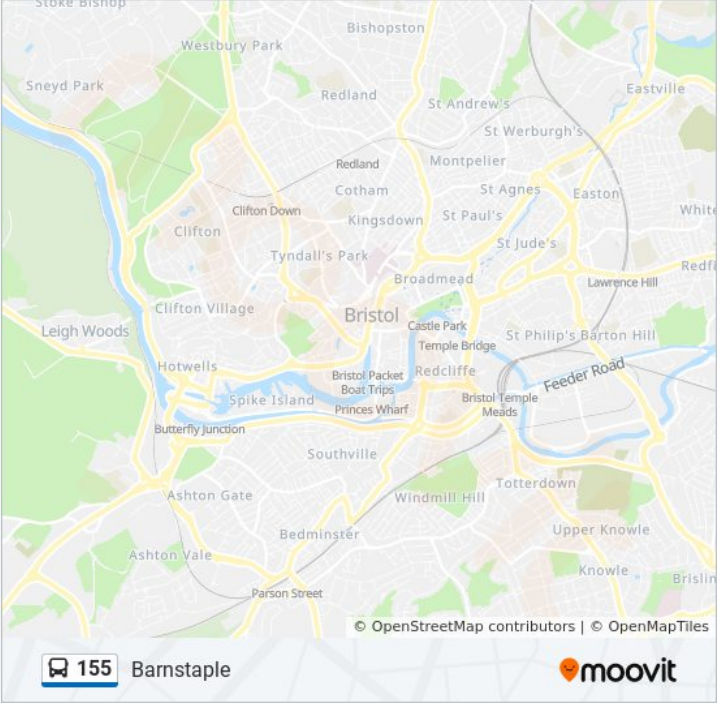 Stoke Bishop
Bishopston
Westbury Park
Sneyd Park
Redland
Eastville
St Andrew's
St Werburgh's
Redland
Montpelier
Cotham
St Agnes
Easton
Clifton Down
Kingsdown
St Paul's
White
Clifton
St Jude's
Tyndall's Park
Redfi
Broadmead
Lawrence Hill
Clifton Village
Bristol
Castle Park
Leigh Woods
St Philip's
Barton Hill
Temple Bridge
Hotwells
Redcliffe
Feeder Road
Bristol Packet
Boat Trips
Spike Island
Princes Wharf
Bristol Temple
Meads
Butterfly Junction
Southville
Totterdown
Ashton Gate
Windmill Hill
Bedminster
Upper Knowle
Ashton Vale
Knowle
Brislin
Parson Street
© OpenStreetMap contributors | © OpenMapTiles
155 Barnstaple
moovit